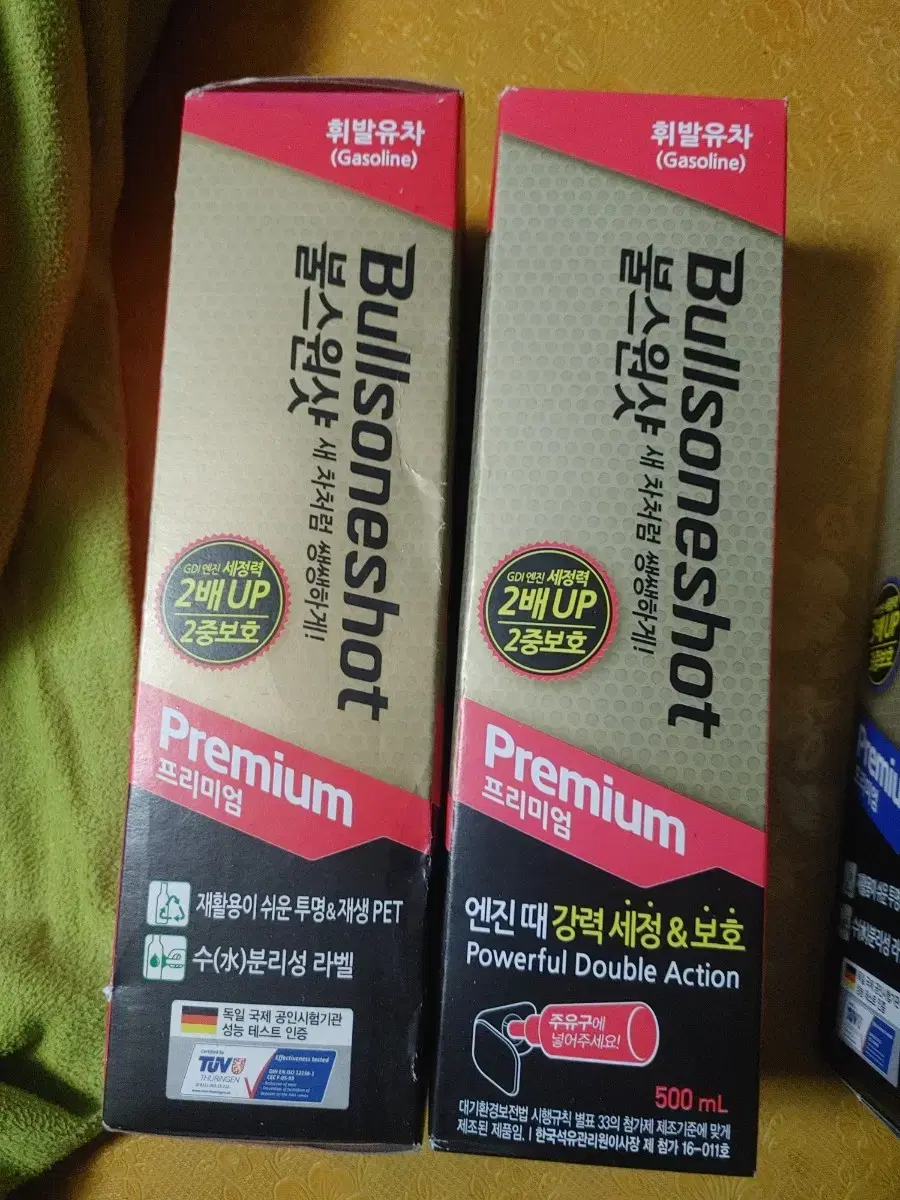 휘발유차
(Gasoline)
Bullsoneshot
불스원샷 새 차처럼 쌩쌩하게!
GDI 엔진 세정력
2배 UP
2중보호
Premium
프리미엄
재활용이 쉬운 투명&재생 PET
수(水)분리성 라벨
독일 국제 공인시험기관
성능 테스트 인증
Certified by
TÜV
THÜRINGEN
Effectiveness tested
휘발유차
(Gasoline)
Bullsoneshot
불스원샷 새 차처럼 쌩쌩하게!
GDI 엔진 세정력
2배 UP
2중보호
Premium
프리미엄
엔진 때 강력 세정 & 보호
Powerful Double Action
주유구에
넣어주세요!
500 mL
대기환경보전법 시행규칙 별표 33의 첨가제 제조기준에 맞게
제조된 제품임. | 한국석유관리원이사장 제 첨가 16-011호